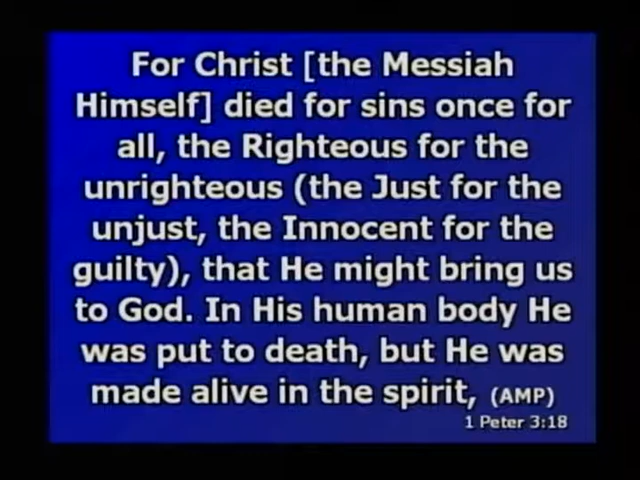 For Christ [the Messiah
Himself] died for sins once for
all, the Righteous for the
unrighteous (the Just for the
unjust, the Innocent for the
guilty), that He might bring us
to God. In His human body He
was put to death, but He was
made alive in the spirit, (AMP)
1 Peter 3:18